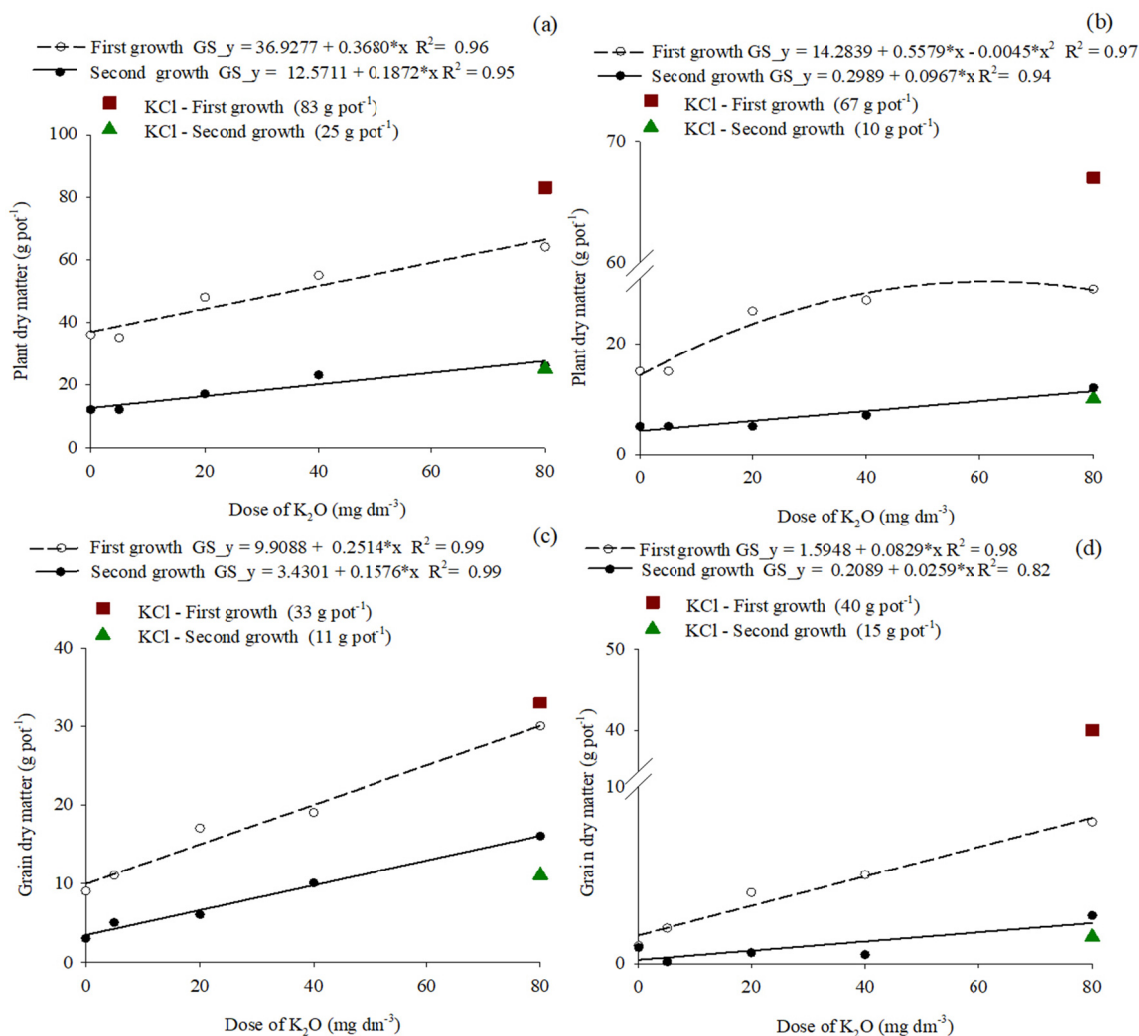 (a)
First growth GS_y = 36.9277 + 0.3680*x R² = 0.96
Second growth GS_y = 12.5711 + 0.1872*x R² = 0.95
KCl - First growth (83 g pot⁻¹)
KCl - Second growth (25 g pot⁻¹)
100
80
60
40
20
0
Plant dry matter (g pot⁻¹)
0 20 40 60 80
Dose of K₂O (mg dm⁻³)
(b)
First growth GS_y = 14.2839 + 0.5579*x - 0.0045*x² R² = 0.97
Second growth GS_y = 0.2989 + 0.0967*x R² = 0.94
KCl - First growth (67 g pot⁻¹)
KCl - Second growth (10 g pot⁻¹)
70
60
20
0
Plant dry matter (g pot⁻¹)
0 20 40 60 80
Dose of K₂O (mg dm⁻³)
(c)
First growth GS_y = 9.9088 + 0.2514*x R² = 0.99
Second growth GS_y = 3.4301 + 0.1576*x R² = 0.99
KCl - First growth (33 g pot⁻¹)
KCl - Second growth (11 g pot⁻¹)
40
30
20
10
0
Grain dry matter (g pot⁻¹)
0 20 40 60 80
Dose of K₂O (mg dm⁻³)
(d)
First growth GS_y = 1.5948 + 0.0829*x R² = 0.98
Second growth GS_y = 0.2089 + 0.0259*x R² = 0.82
KCl - First growth (40 g pot⁻¹)
KCl - Second growth (15 g pot⁻¹)
50
40
10
0
Grain dry matter (g pot⁻¹)
0 20 40 60 80
Dose of K₂O (mg dm⁻³)